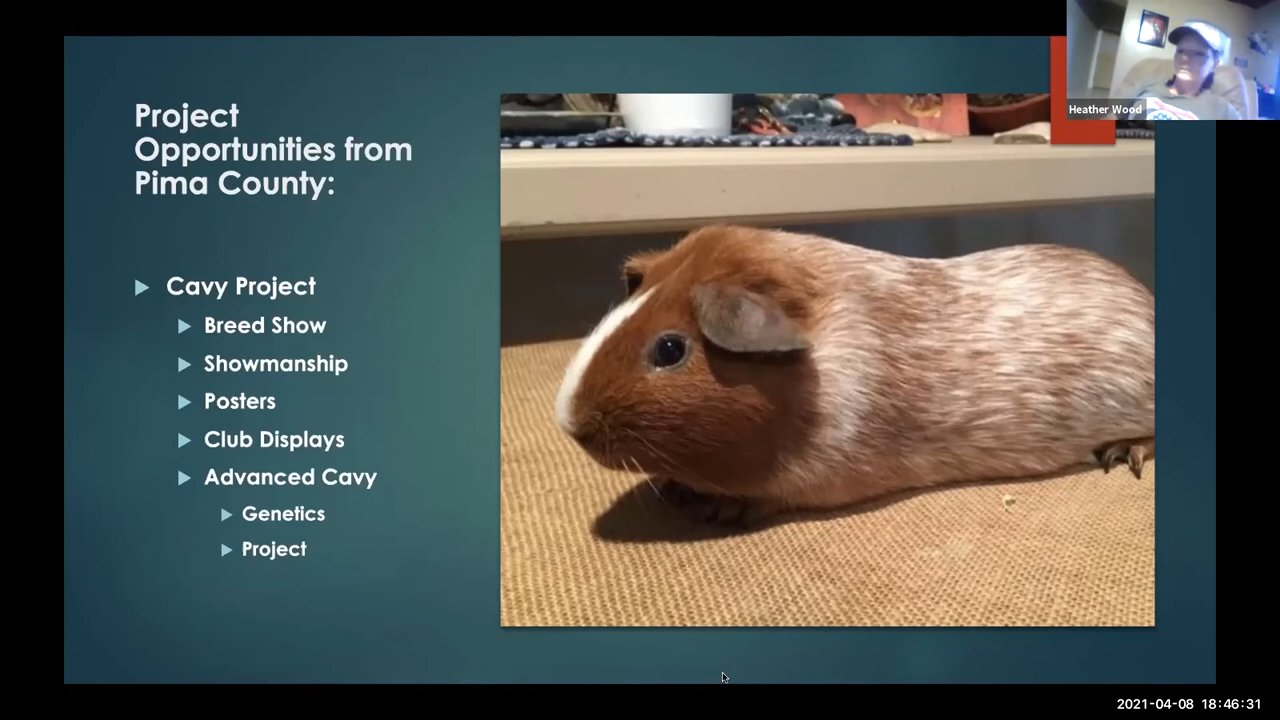 Project
Opportunities from
Pima County:
Cavy Project
Breed Show
Showmanship
Posters
Club Displays
Advanced Cavy
Genetics
Project
Heather Wood
2021-04-08 18:46:31